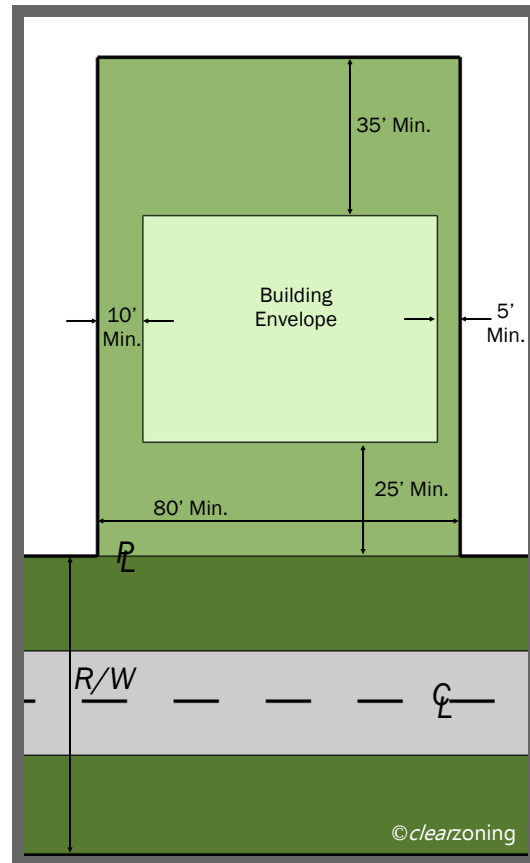 35’ Min.
Building
Envelope
10’
Min.
5’
Min.
25’ Min.
80’ Min.
PL
R/W
CL
©clearzoning